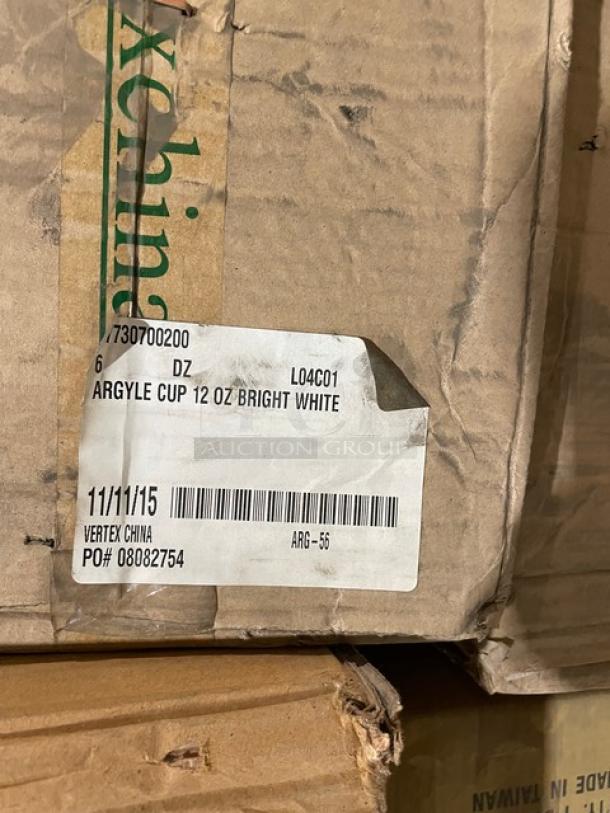 xchina
7730700200
6 DZ L04C01
ARGYLE CUP 12 OZ BRIGHT WHITE
AUCTION GROUP
11/11/15
VERTEX CHINA ARG-56
PO# 08082754
MADE IN TAIWAN